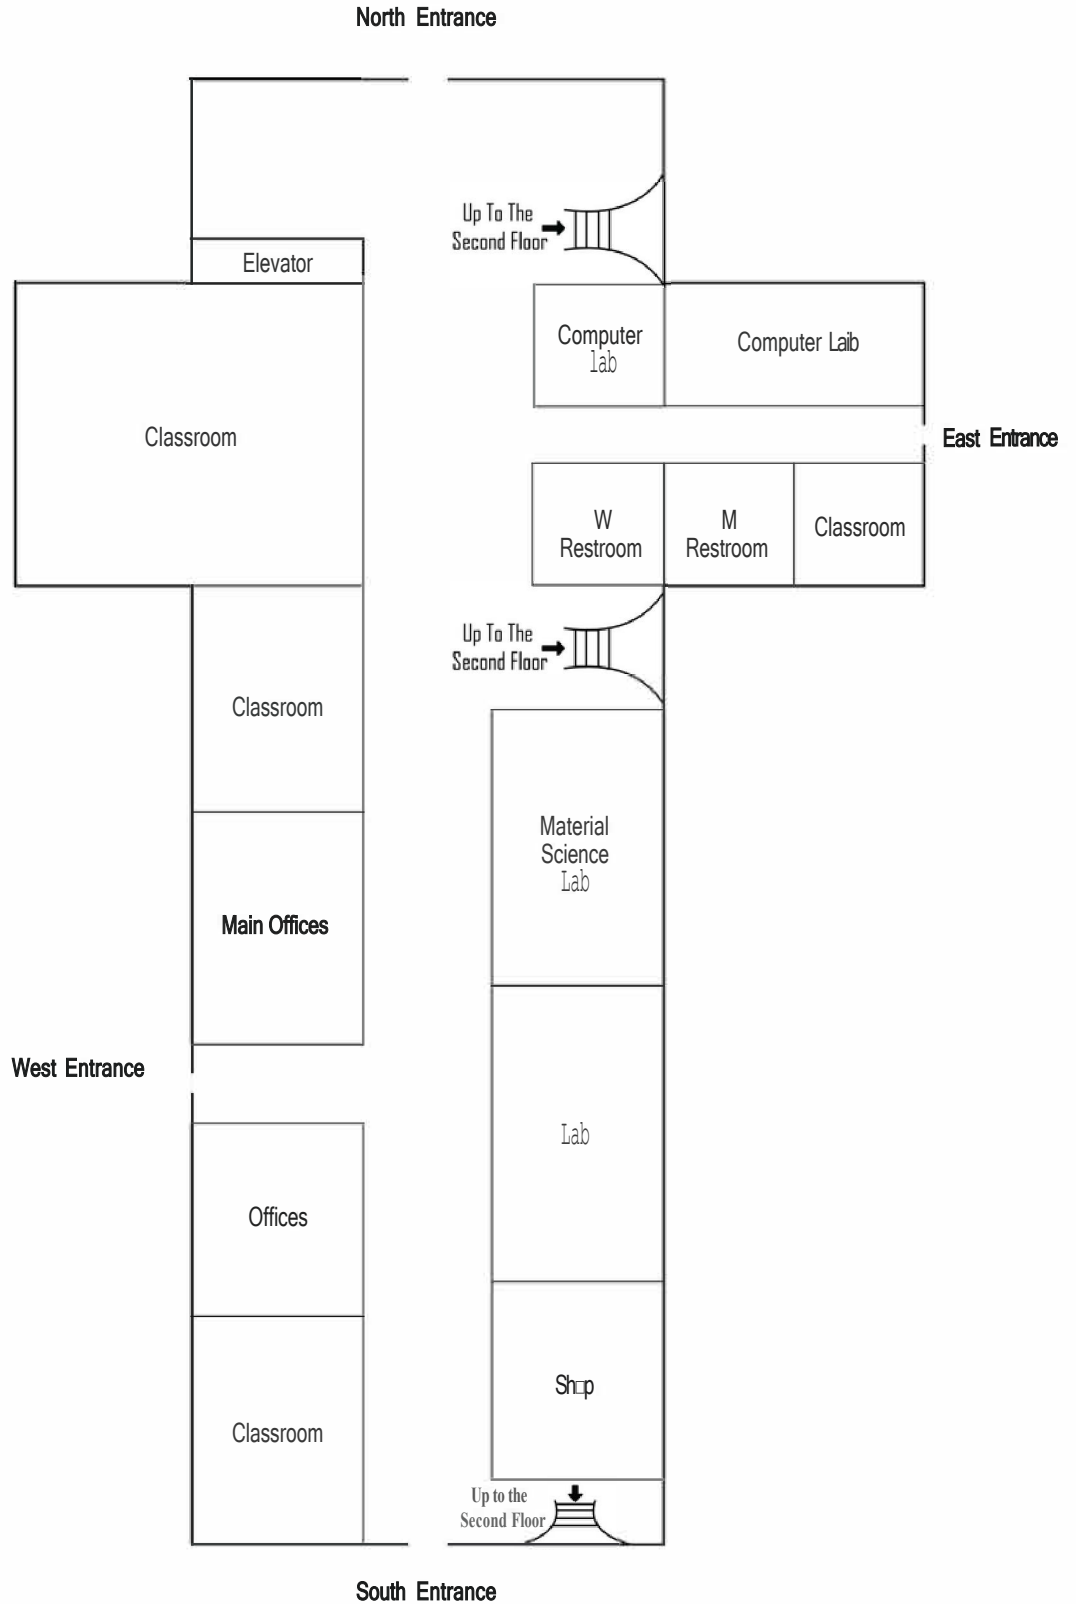 North Entrance
Up To The
Second Floor
Elevator
Computer
lab
Computer Laib
Classroom
East Entrance
W
Restroom
M
Restroom
Classroom
Up To The
Second Floor
Classroom
Material
Science
Lab
Main Offices
West Entrance
Lab
Offices
Sh□p
Classroom
Up to the
Second Floor
South Entrance